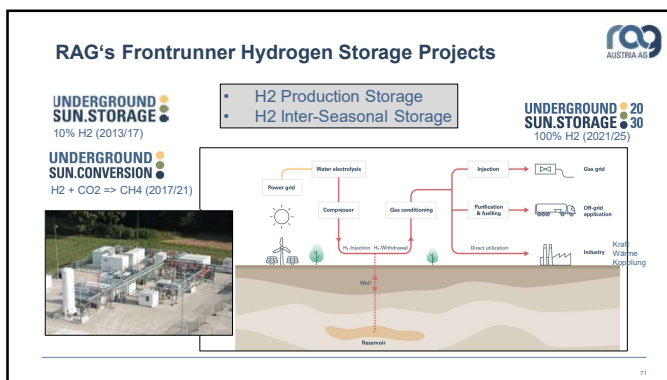 RAG‘s Frontrunner Hydrogen Storage Projects
rag
AUSTRIA AG
• H2 Production Storage
• H2 Inter-Seasonal Storage
UNDERGROUND
SUN.STORAGE
10% H2 (2013/17)
UNDERGROUND
SUN.CONVERSION
H2 + CO2 => CH4 (2017/21)
UNDERGROUND 20
SUN.STORAGE 30
100% H2 (2021/25)
Power grid
Water electrolysis
Compressor
Gas conditioning
H₂-Injection H₂-Withdrawal
Well
Reservoir
Injection
Gas grid
Purification
& fuelling
Off-grid
application
Direct utilization
Industry
Kraft
Wärme
Kopplung
71